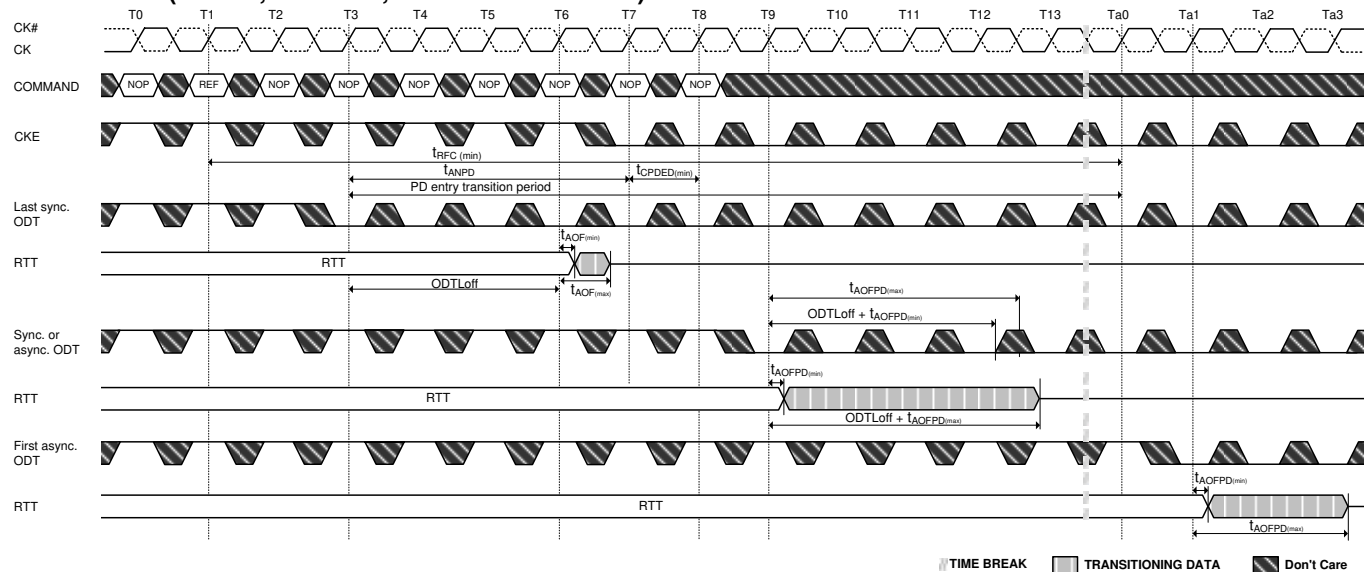 T0 T1 T2 T3 T4 T5 T6 T7 T8 T9 T10 T11 T12 T13 Ta0 Ta1 Ta2 Ta3
CK#
CK
COMMAND NOP REF NOP NOP NOP NOP NOP NOP NOP
CKE
tRFC (min)
tANPD tCPDED(min)
PD entry transition period
Last sync.
ODT
tAOF(min)
RTT RTT
ODTLoff tAOF(max)
tAOFPD(max)
ODTLoff + tAOFPD(min)
Sync. or
async. ODT
tAOFPD(min)
RTT RTT
ODTLoff + tAOFPD(max)
First async.
ODT
tAOFPD(min)
RTT RTT
tAOFPD(max)
TIME BREAK TRANSITIONING DATA Don't Care